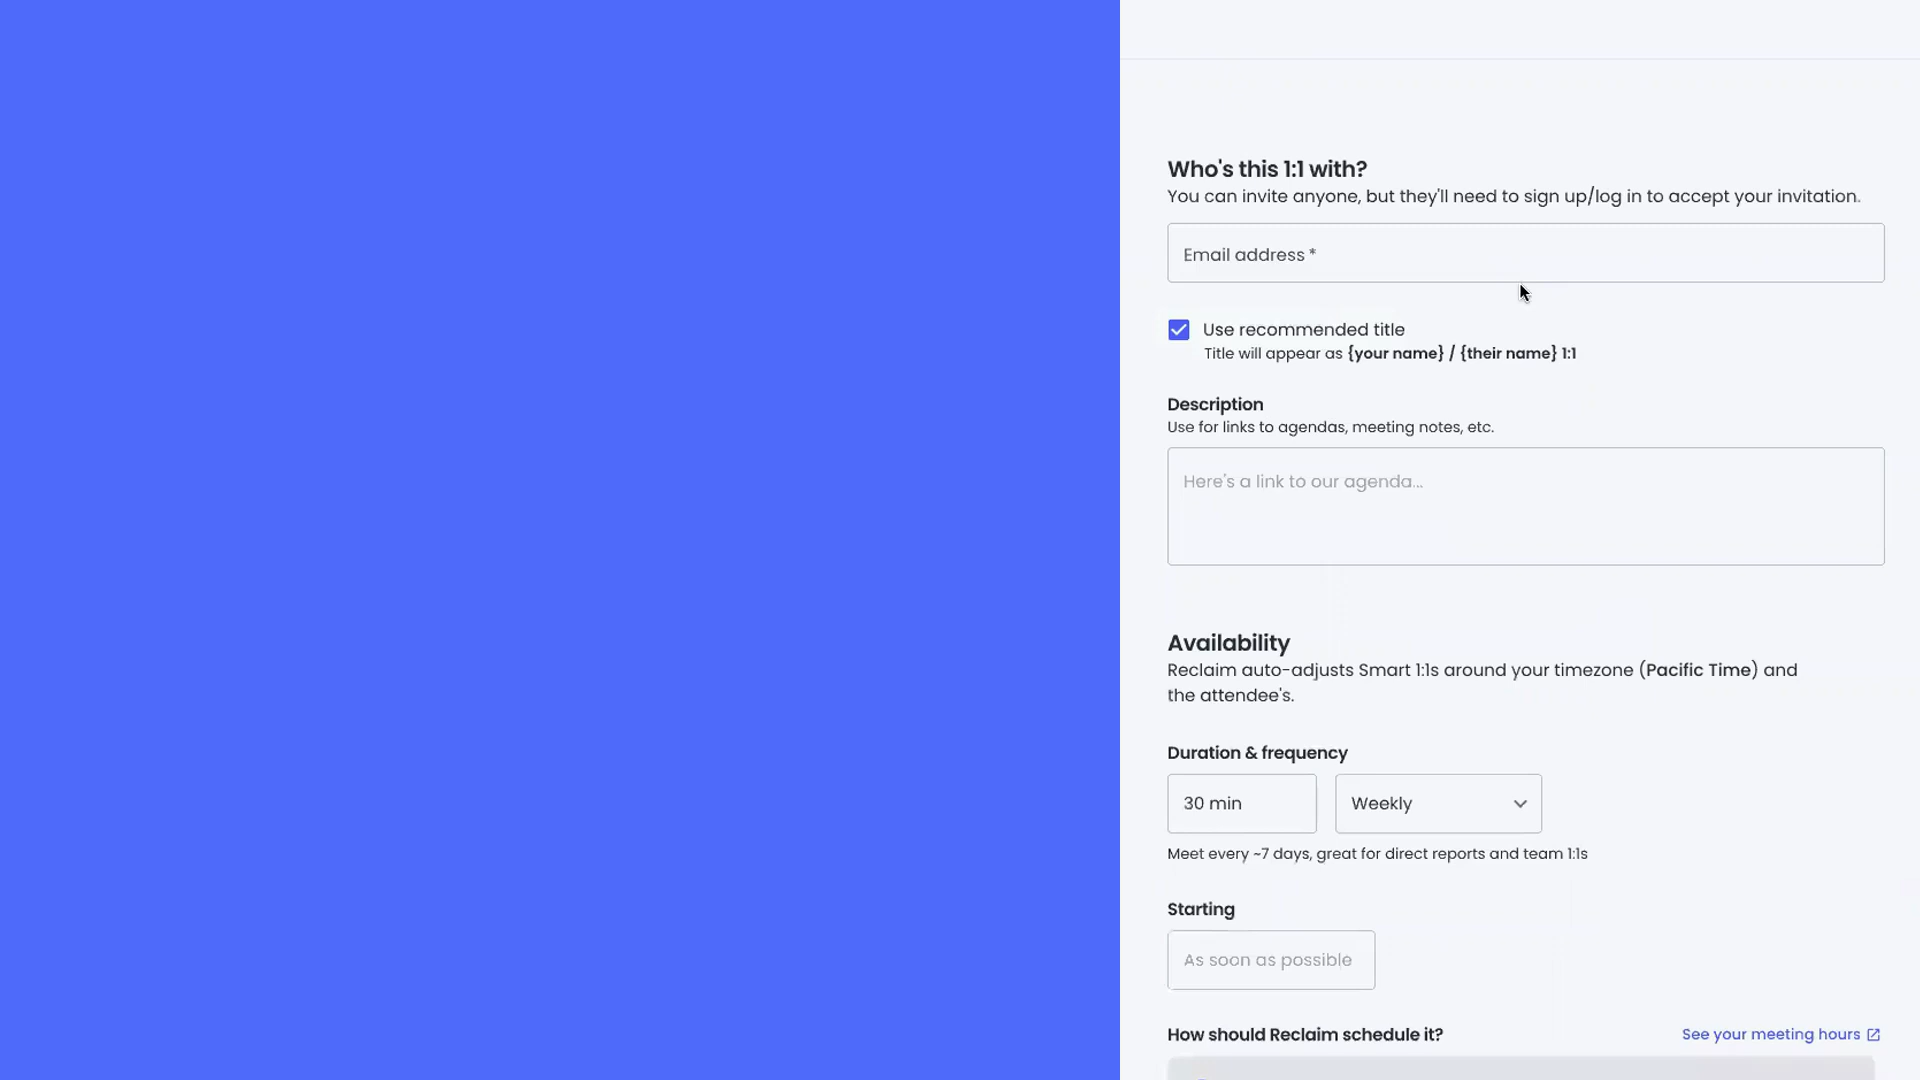 Who's this 1:1 with?
You can invite anyone, but they'll need to sign up/log in to accept your invitation.
Email address *
Use recommended title
Title will appear as {your name} / {their name} 1:1
Description
Use for links to agendas, meeting notes, etc.
Here's a link to our agenda...
Availability
Reclaim auto-adjusts Smart 1:1s around your timezone (Pacific Time) and
the attendee's.
Duration & frequency
30 min
Weekly
Meet every ~7 days, great for direct reports and team 1:1s
Starting
As soon as possible
How should Reclaim schedule it?
See your meeting hours